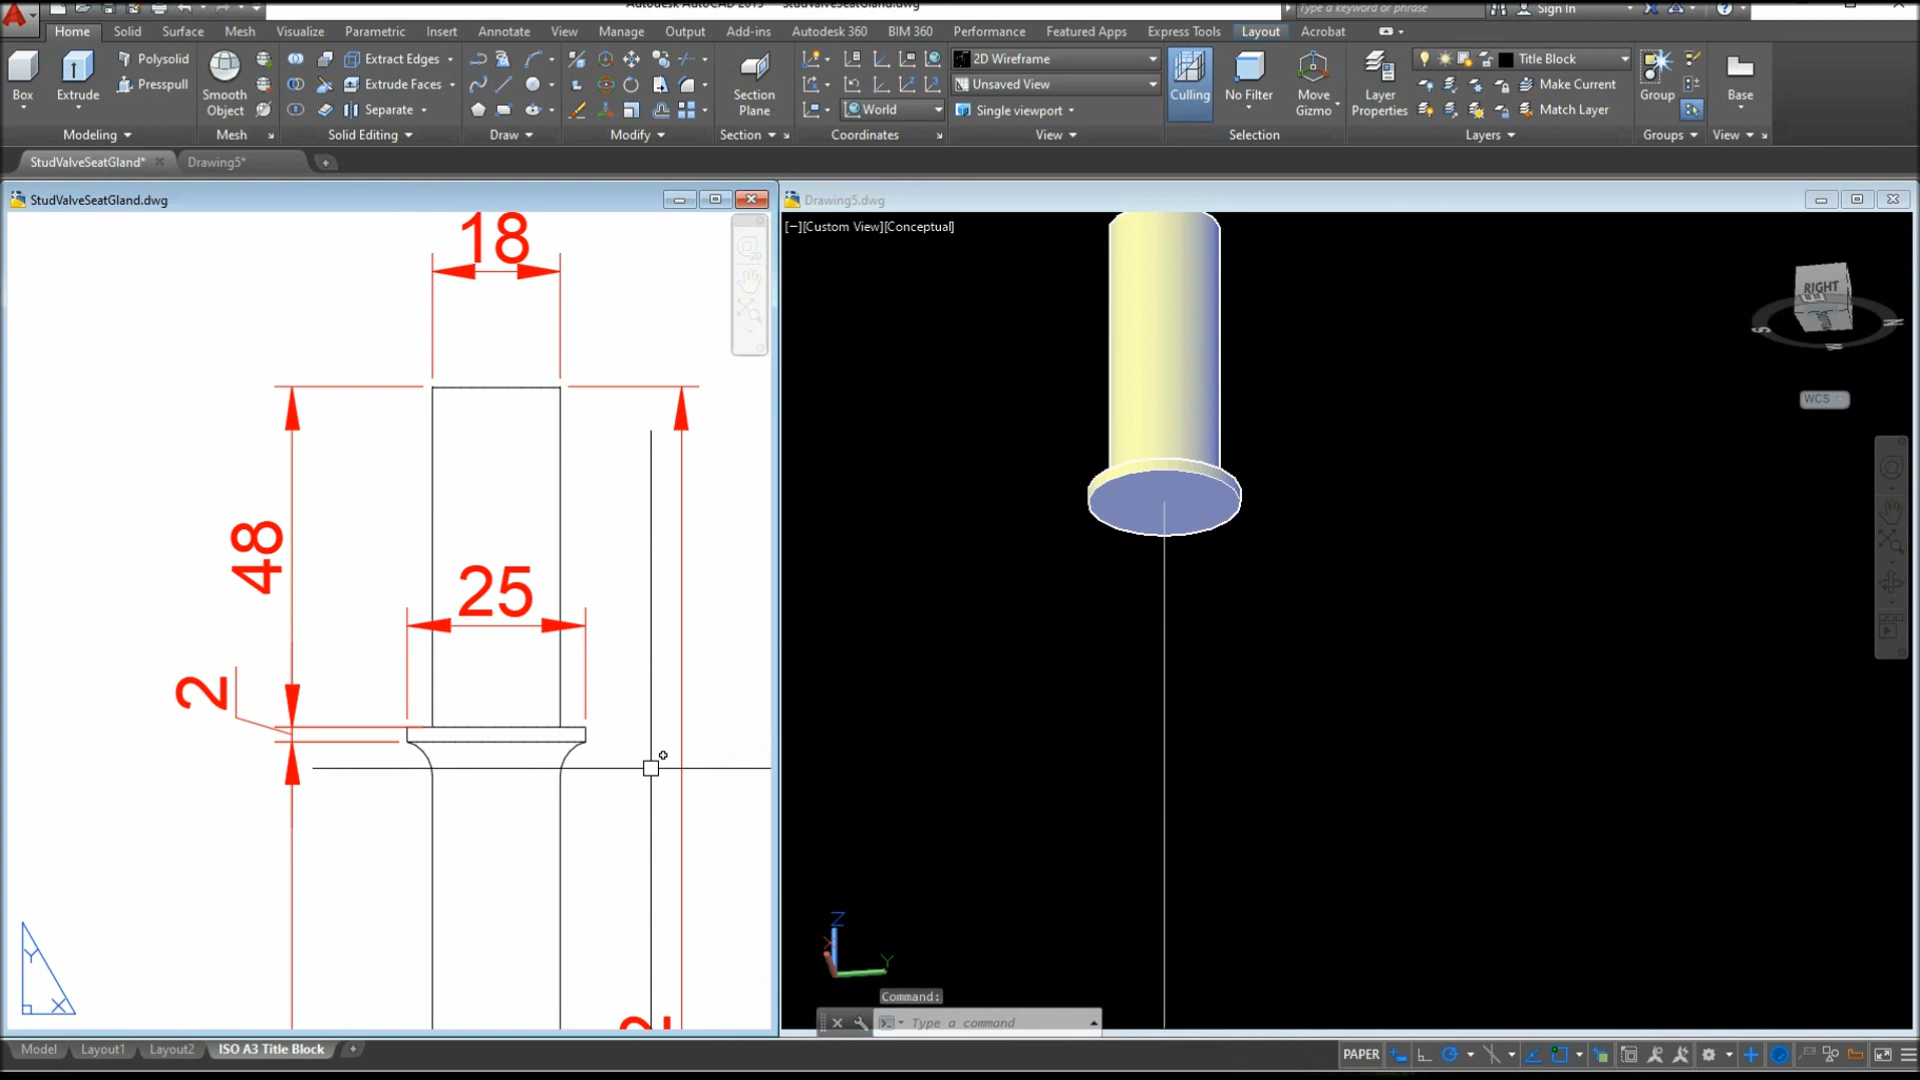 Type a keyword or phrase
Sign In
Home Solid Surface Mesh Visualize Parametric Insert Annotate View Manage Output Add-ins Autodesk 360 BIM 360 Performance Featured Apps Express Tools Layout Acrobat
Box
Extrude
Polysolid
Presspull
Modeling
Smooth
Object
Mesh
Extract Edges
Extrude Faces
Separate
Solid Editing
Draw
Modify
Section
Plane
Section
World
Coordinates
2D Wireframe
Unsaved View
Single viewport
View
Culling
No Filter
Move
Gizmo
Selection
Layer
Properties
Title Block
Make Current
Match Layer
Layers
Group
Groups
Base
View
StudValveSeatGland*
Drawing5*
StudValveSeatGland.dwg
Drawing5.dwg
[−][Custom View][Conceptual]
18
48
25
2
RIGHT
S
N
W
WCS
Z
X
Y
Y
X
Command:
Type a command
Model Layout1 Layout2 ISO A3 Title Block
PAPER